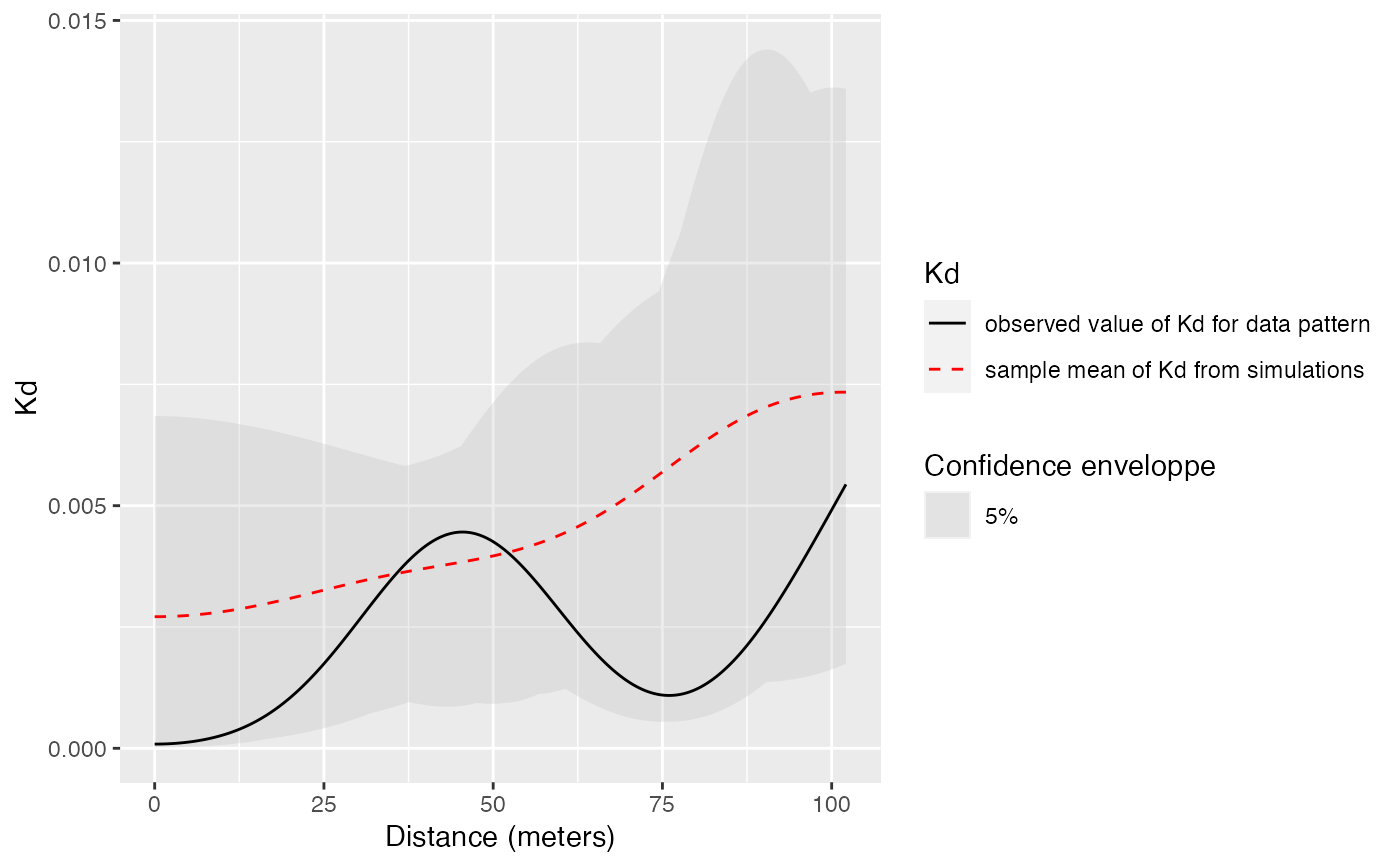 0.015
0.010
0.005
0.000
Kd
0
25
50
75
100
Distance (meters)
Kd
observed value of Kd for data pattern
sample mean of Kd from simulations
Confidence enveloppe
5%